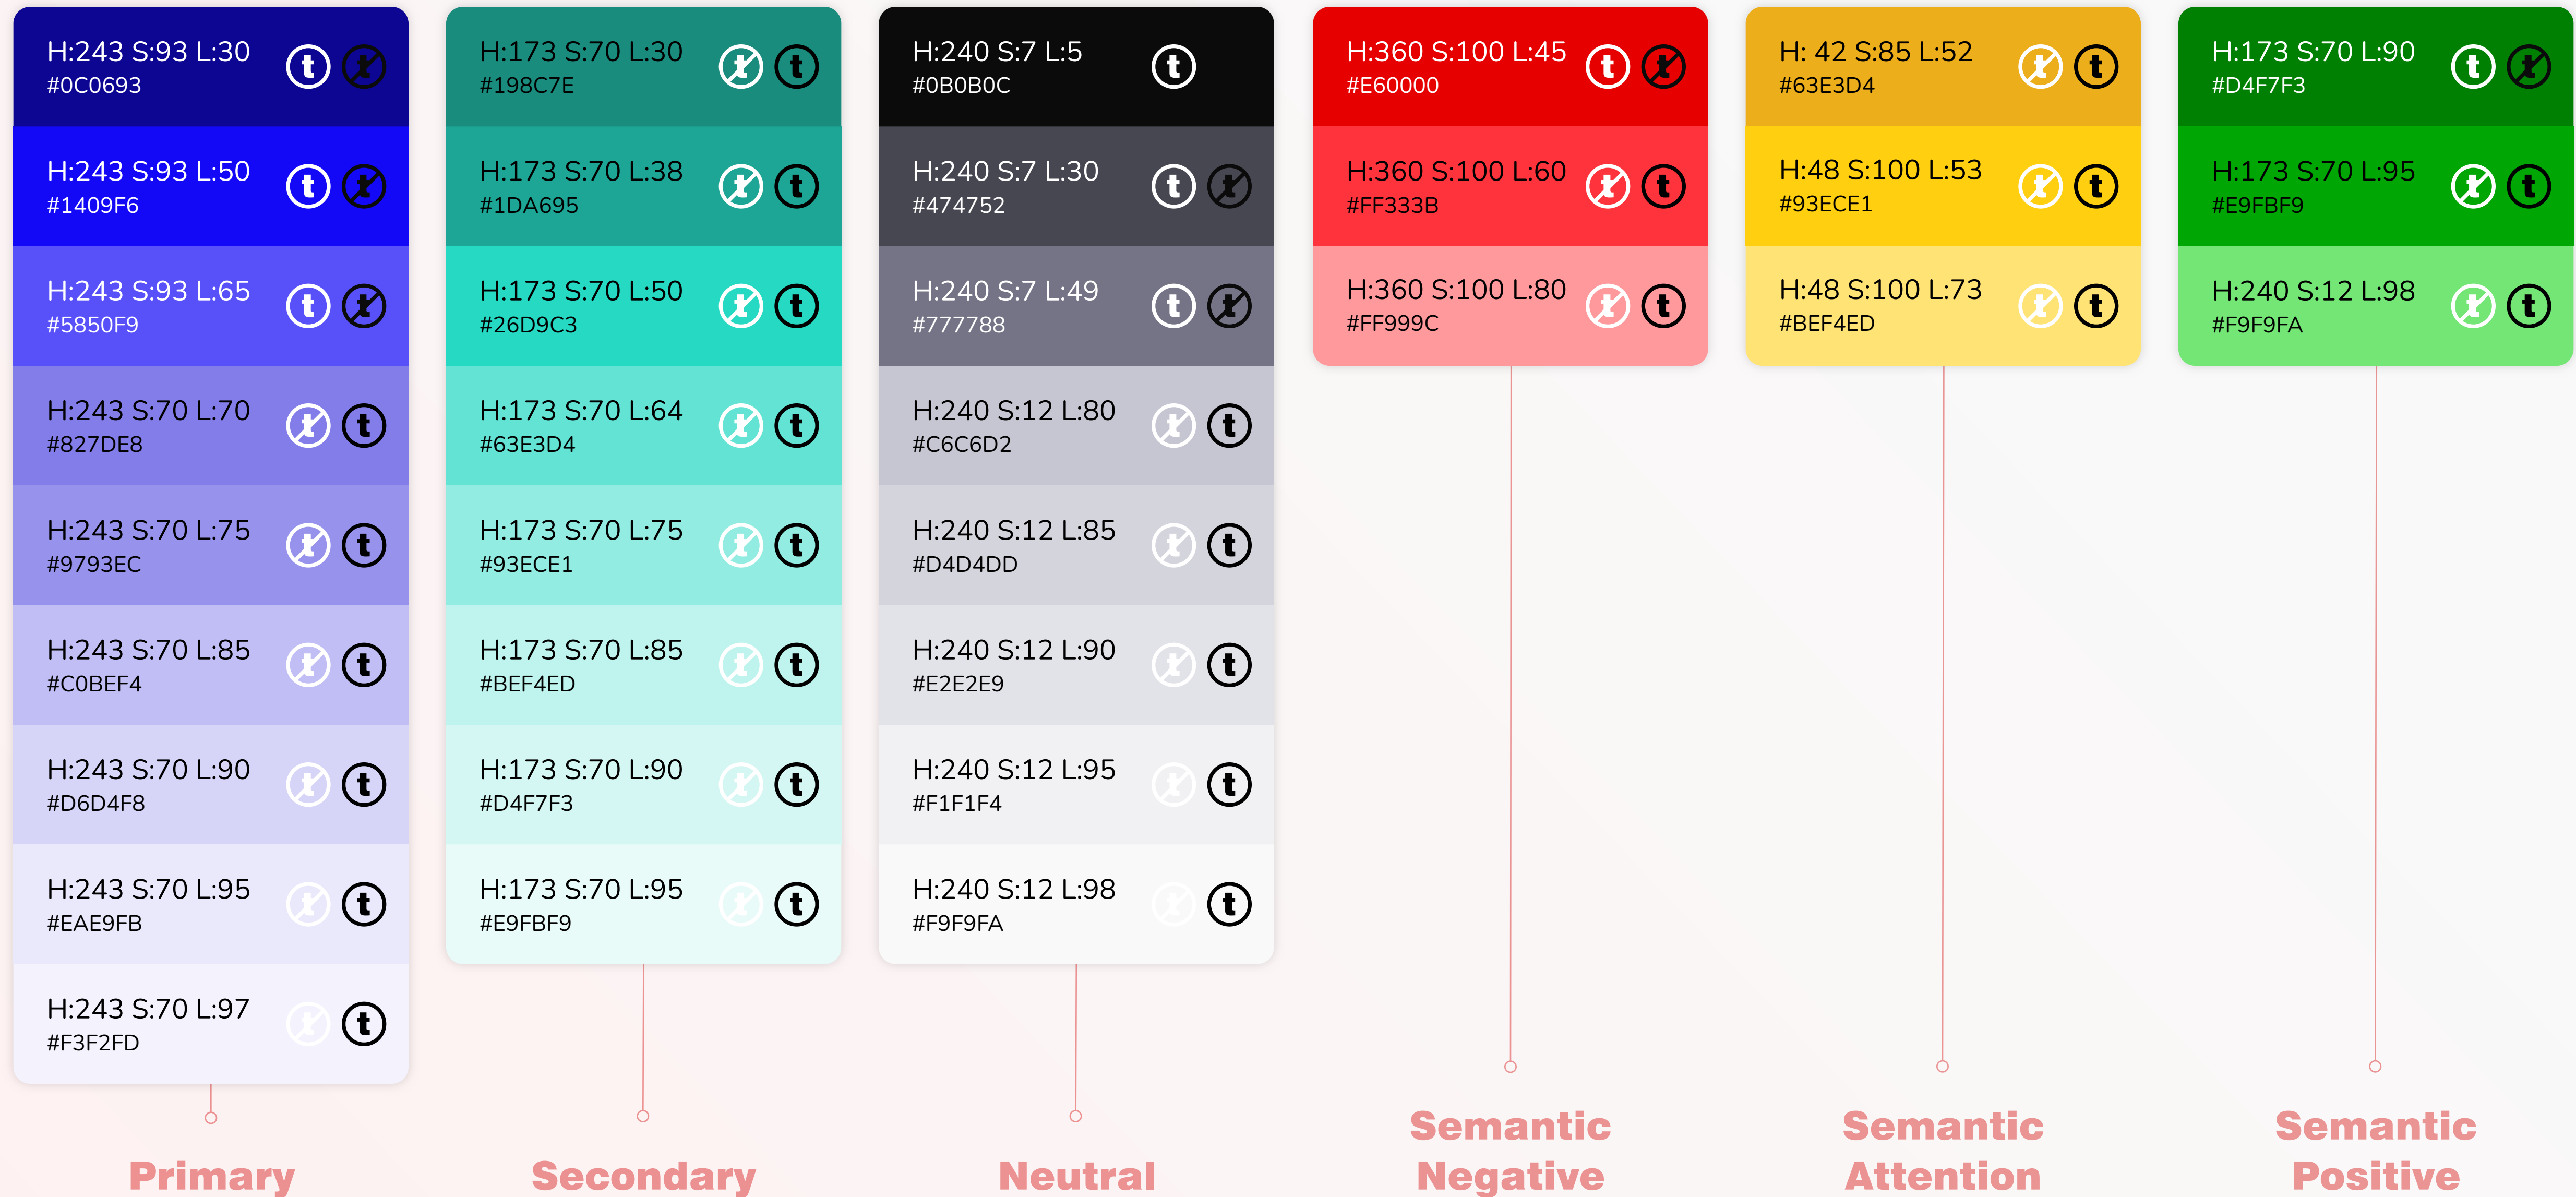 H:243 S:93 L:30
#0C0693
t t
H:243 S:93 L:50
#1409F6
t t
H:243 S:93 L:65
#5850F9
t t
H:243 S:70 L:70
#827DE8
t t
H:243 S:70 L:75
#9793EC
t t
H:243 S:70 L:85
#C0BEF4
t t
H:243 S:70 L:90
#D6D4F8
t t
H:243 S:70 L:95
#EAE9FB
t t
H:243 S:70 L:97
#F3F2FD
t t
Primary
H:173 S:70 L:30
#198C7E
t t
H:173 S:70 L:38
#1DA695
t t
H:173 S:70 L:50
#26D9C3
t t
H:173 S:70 L:64
#63E3D4
t t
H:173 S:70 L:75
#93ECE1
t t
H:173 S:70 L:85
#BEF4ED
t t
H:173 S:70 L:90
#D4F7F3
t t
H:173 S:70 L:95
#E9FBF9
t t
Secondary
H:240 S:7 L:5
#0B0B0C
t
H:240 S:7 L:30
#474752
t t
H:240 S:7 L:49
#777788
t t
H:240 S:12 L:80
#C6C6D2
t t
H:240 S:12 L:85
#D4D4DD
t t
H:240 S:12 L:90
#E2E2E9
t t
H:240 S:12 L:95
#F1F1F4
t t
H:240 S:12 L:98
#F9F9FA
t t
Neutral
H:360 S:100 L:45
#E60000
t t
H:360 S:100 L:60
#FF333B
t t
H:360 S:100 L:80
#FF999C
t t
Semantic
Negative
H: 42 S:85 L:52
#63E3D4
t t
H:48 S:100 L:53
#93ECE1
t t
H:48 S:100 L:73
#BEF4ED
t t
Semantic
Attention
H:173 S:70 L:90
#D4F7F3
t t
H:173 S:70 L:95
#E9FBF9
t t
H:240 S:12 L:98
#F9F9FA
t t
Semantic
Positive